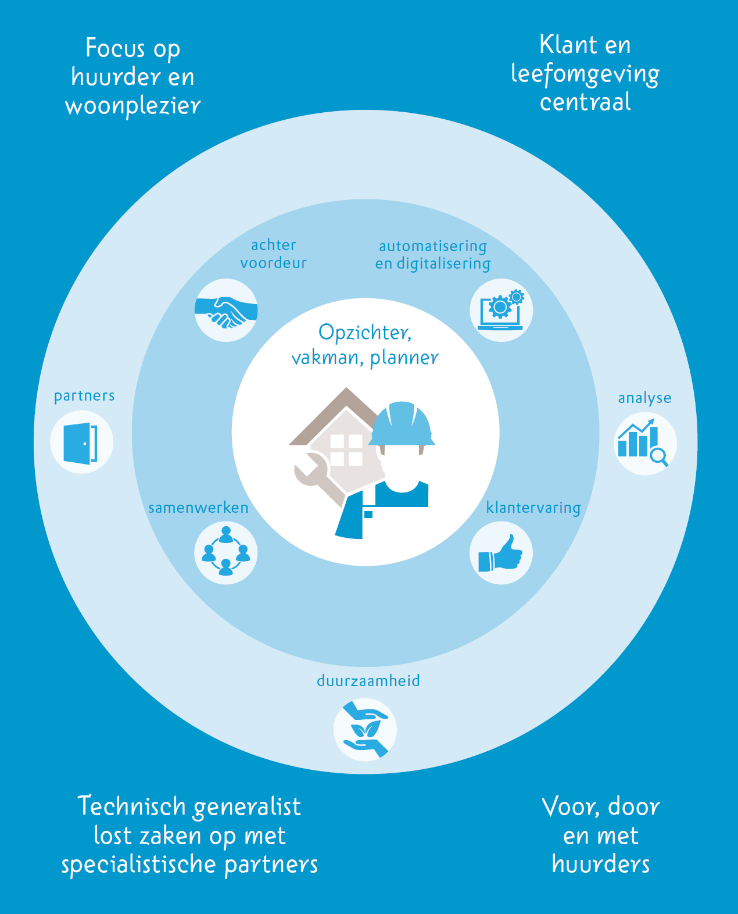 Focus op
huurder en
woonplezier
Klant en
leefomgeving
centraal
achter
voordeur
automatisering
en digitalisering
Opzichter,
vakman, planner
partners
analyse
samenwerken
klantervaring
duurzaamheid
Technisch generalist
lost zaken op met
specialistische partners
Voor, door
en met
huurders